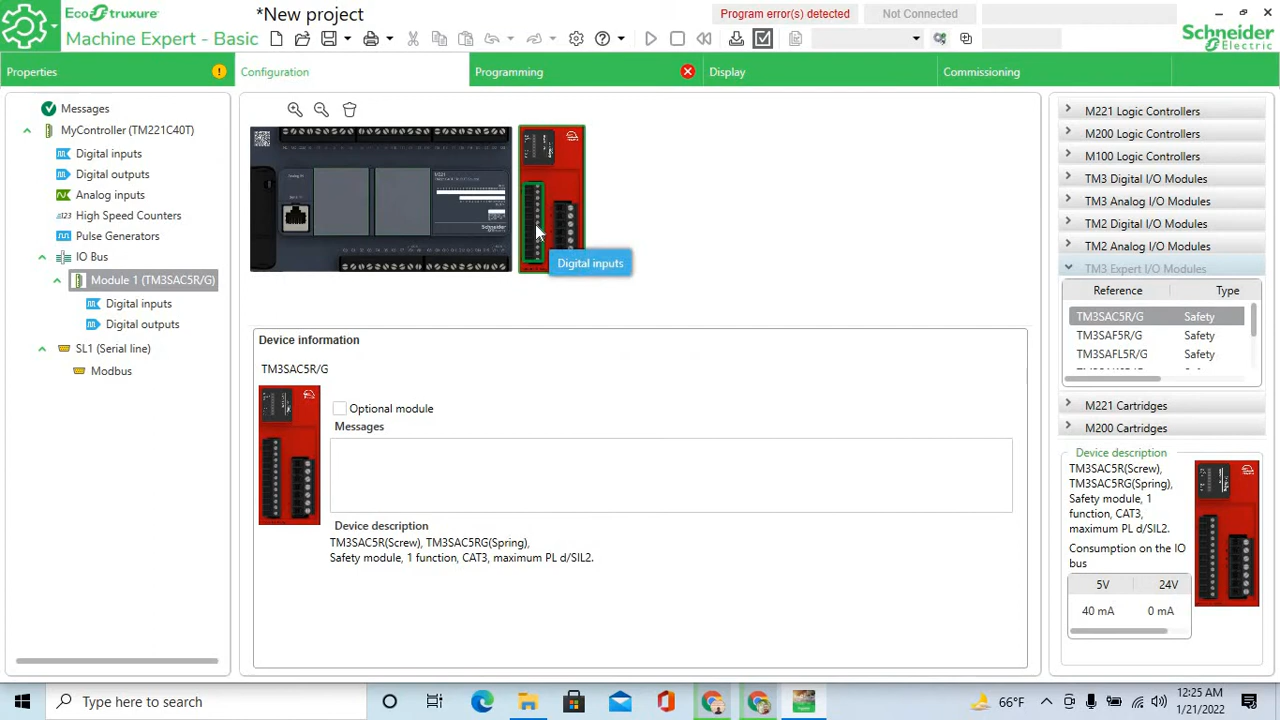 EcoStruxure
Machine Expert - Basic
*New project
Program error(s) detected
Not Connected
Schneider
Electric
Properties
Configuration
Programming
Display
Commissioning
Messages
MyController (TM221C40T)
Digital inputs
Digital outputs
Analog inputs
High Speed Counters
Pulse Generators
IO Bus
Module 1 (TM3SAC5R/G)
Digital inputs
Digital outputs
SL1 (Serial line)
Modbus
Digital inputs
Device information
TM3SAC5R/G
Optional module
Messages
Device description
TM3SAC5R(Screw), TM3SACRG(Spring),
Safety module, 1 function, CAT3, maximum PL d/SIL2.
M221 Logic Controllers
M200 Logic Controllers
M100 Logic Controllers
TM3 Digital I/O Modules
TM3 Analog I/O Modules
TM2 Digital I/O Modules
TM2 Analog I/O Modules
TM3 Expert I/O Modules
Reference Type
TM3SAC5R/G Safety
TM3SAF5R/G Safety
TM3SAFL5R/G Safety
M221 Cartridges
M200 Cartridges
Device description
TM3SAC5R(Screw),
TM3SAC5RG(Spring),
Safety module, 1
function, CAT3,
maximum PL d/SIL2.
Consumption on the IO
bus
5V 24V
40 mA 0 mA
Type here to search
66°F
12:25 AM
1/21/2022